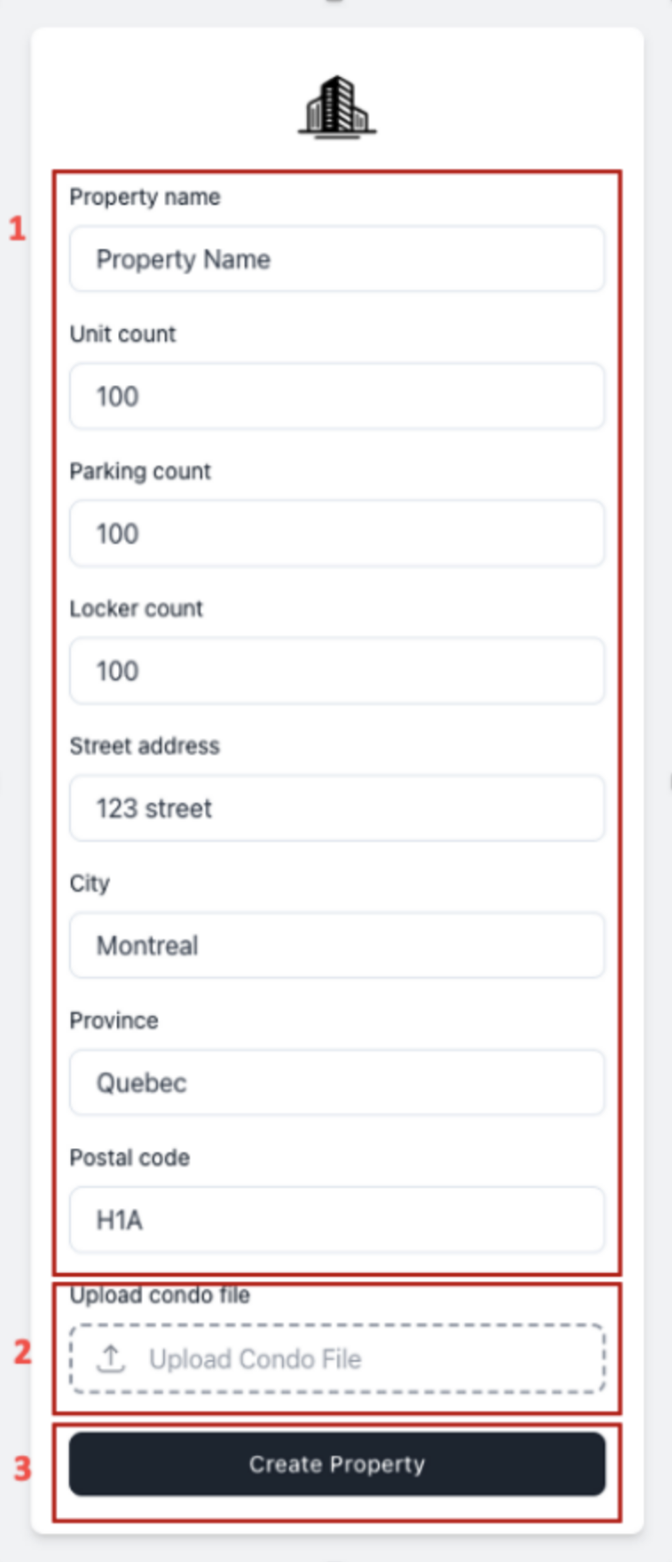 1
Property name
Property Name
Unit count
100
Parking count
100
Locker count
100
Street address
123 street
City
Montreal
Province
Quebec
Postal code
H1A
2
Upload condo file
Upload Condo File
3
Create Property